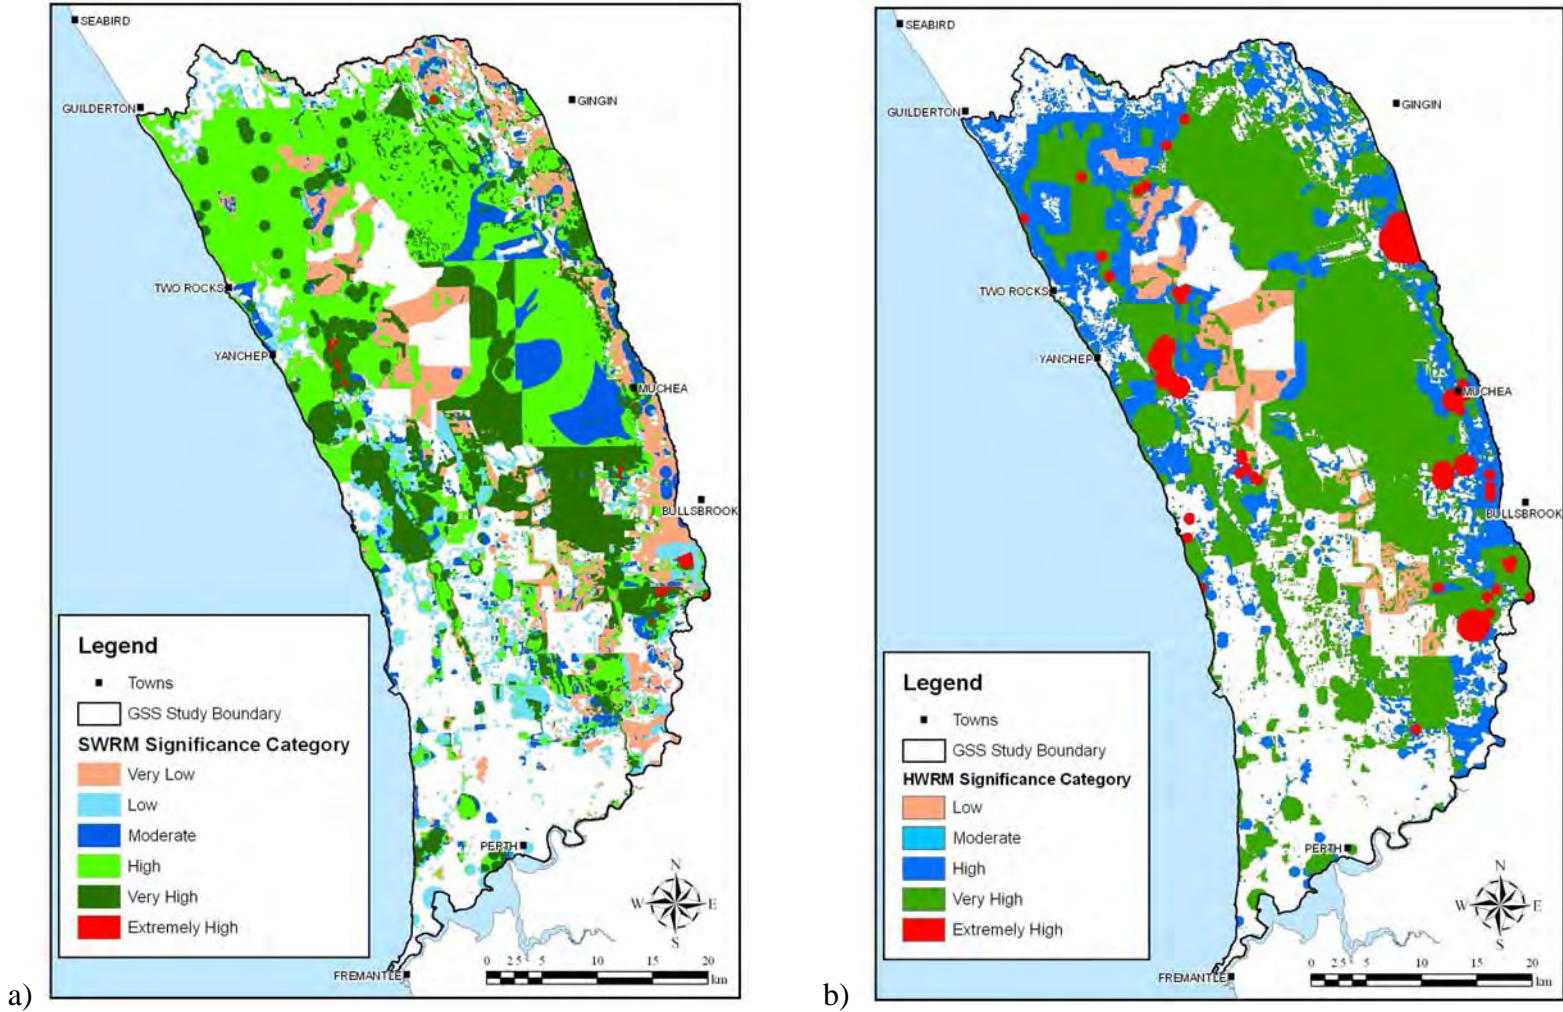 SEABIRD
GUILDERTON
GINGIN
TWO ROCKS
YANCHEP
MUCHEA
BULLSBROOK
PERTH
FREMANTLE
Legend
Towns
GSS Study Boundary
SWRM Significance Category
Very Low
Low
Moderate
High
Very High
Extremely High
N
W E
S
0 2.5 5 10 15 20
km
a)
SEABIRD
GUILDERTON
GINGIN
TWO ROCKS
YANCHEP
MUCHEA
BULLSBROOK
PERTH
FREMANTLE
Legend
Towns
GSS Study Boundary
HWRM Significance Category
Low
Moderate
High
Very High
Extremely High
N
W E
S
0 2.5 5 10 15 20
km
b)